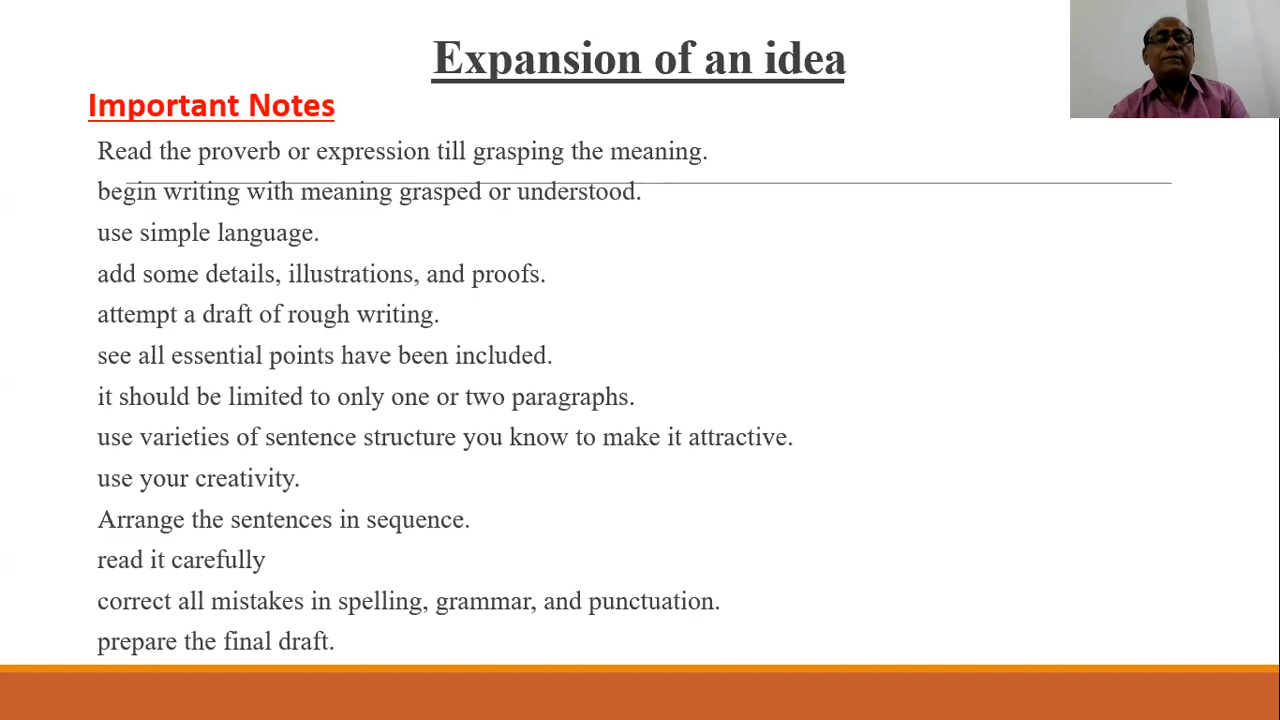 Expansion of an idea
Important Notes
Read the proverb or expression till grasping the meaning.
begin writing with meaning grasped or understood.
use simple language.
add some details, illustrations, and proofs.
attempt a draft of rough writing.
see all essential points have been included.
it should be limited to only one or two paragraphs.
use varieties of sentence structure you know to make it attractive.
use your creativity.
Arrange the sentences in sequence.
read it carefully
correct all mistakes in spelling, grammar, and punctuation.
prepare the final draft.